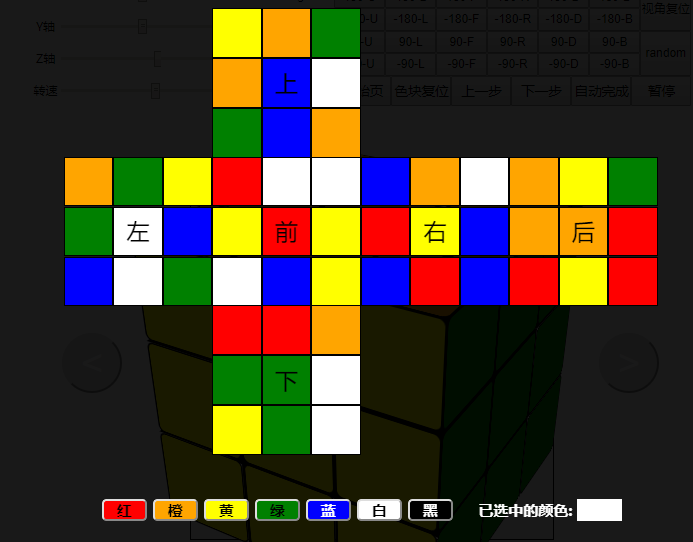 视角复位
Y轴 -180-L -180-F -180-R -180-D -180-B
90-L 90-F 90-R 90-D 90-B random
Z轴 -90-L -90-F -90-R -90-D -90-B
转速 色块复位 上一步 下一步 自动完成 暂停
上
左 前 右 后
下
< >
红 橙 黄 绿 蓝 白 黑 已选中的颜色: